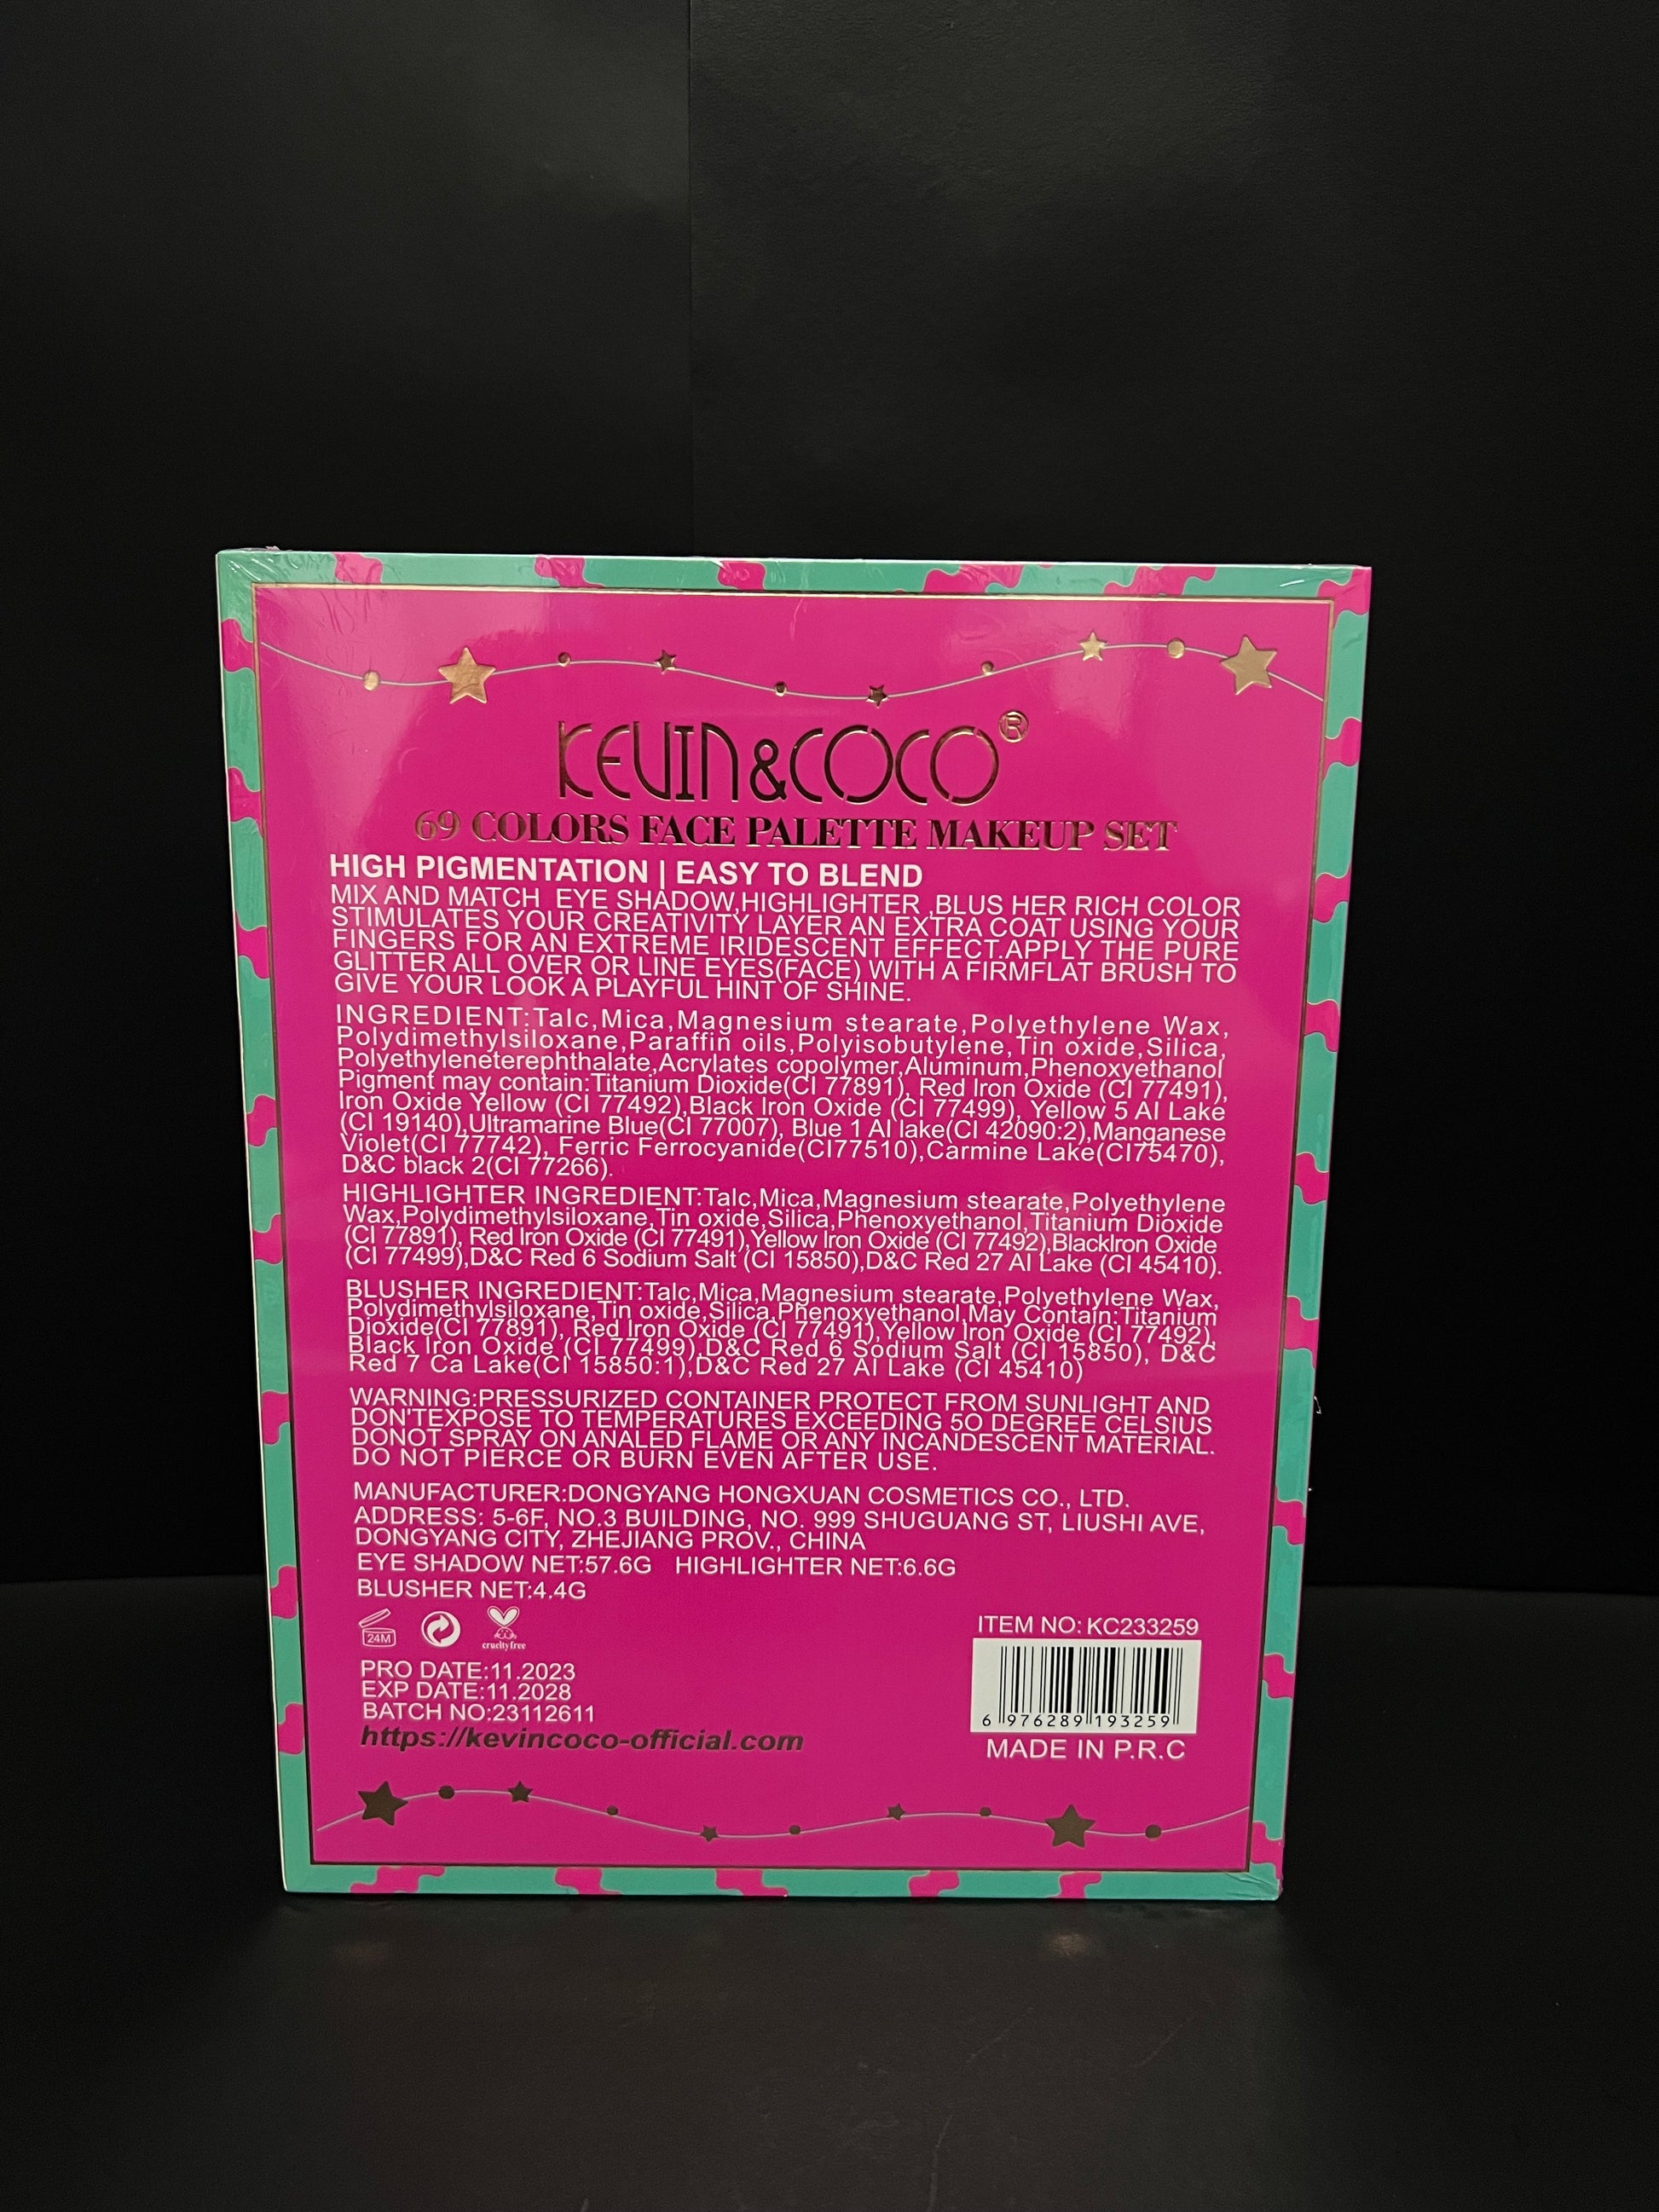 KEVIN&COCO®
69 COLORS FACE PALETTE MAKEUP SET
HIGH PIGMENTATION | EASY TO BLEND
MIX AND MATCH EYE SHADOW,HIGHLIGHTER ,BLUS HER RICH COLOR
STIMULATES YOUR CREATIVITY LAYER AN EXTRA COAT USING YOUR
FINGERS FOR AN EXTREME IRIDESCENT EFFECT.APPLY THE PURE
GLITTER ALL OVER OR LINE EYES(FACE) WITH A FIRMFLAT BRUSH TO
GIVE YOUR LOOK A PLAYFUL HINT OF SHINE.
INGREDIENT:Talc,Mica,Magnesium stearate,Polyethylene Wax,
Polydimethylsiloxane,Paraffin oils,Polyisobutylene,Tin oxide,Silica,
Polyethyleneterephthalate,Acrylates copolymer,Aluminum,Phenoxyethanol
Pigment may contain:Titanium Dioxide(CI 77891), Red Iron Oxide (CI 77491),
Iron Oxide Yellow (CI 77492),Black Iron Oxide (CI 77499), Yellow 5 Al Lake
(CI 19140),Ultramarine Blue(CI 77007), Blue 1 Al lake(CI 42090:2),Manganese
Violet(CI 77742), Ferric Ferrocyanide(CI77510),Carmine Lake(CI75470),
D&C black 2(CI 77266).
HIGHLIGHTER INGREDIENT:Talc,Mica,Magnesium stearate,Polyethylene
Wax,Polydimethylsiloxane,Tin oxide,Silica,Phenoxyethanol,Titanium Dioxide
(CI 77891), Red Iron Oxide (CI 77491),Yellow Iron Oxide (CI 77492),BlackIron Oxide
(CI 77499),D&C Red 6 Sodium Salt (CI 15850),D&C Red 27 Al Lake (CI 45410).
BLUSHER INGREDIENT:Talc,Mica,Magnesium stearate,Polyethylene Wax,
Polydimethylsiloxane,Tin oxide,Silica,Phenoxyethanol,May Contain:Titanium
Dioxide(CI 77891), Red Iron Oxide (CI 77491),Yellow Iron Oxide (CI 77492),
Black Iron Oxide (CI 77499),D&C Red 6 Sodium Salt (CI 15850), D&C
Red 7 Ca Lake(CI 15850:1),D&C Red 27 Al Lake (CI 45410)
WARNING:PRESSURIZED CONTAINER PROTECT FROM SUNLIGHT AND
DON'TEXPOSE TO TEMPERATURES EXCEEDING 50 DEGREE CELSIUS
DONOT SPRAY ON ANALED FLAME OR ANY INCANDESCENT MATERIAL.
DO NOT PIERCE OR BURN EVEN AFTER USE.
MANUFACTURER:DONGYANG HONGXUAN COSMETICS CO., LTD.
ADDRESS: 5-6F, NO.3 BUILDING, NO. 999 SHUGUANG ST, LIUSHI AVE,
DONGYANG CITY, ZHEJIANG PROV., CHINA
EYE SHADOW NET:57.6G HIGHLIGHTER NET:6.6G
BLUSHER NET:4.4G
24M
cruelty free
PRO DATE:11.2023
EXP DATE:11.2028
BATCH NO:23112611
https://kevincoco-official.com
ITEM NO: KC233259
6 976289 193259
MADE IN P.R.C